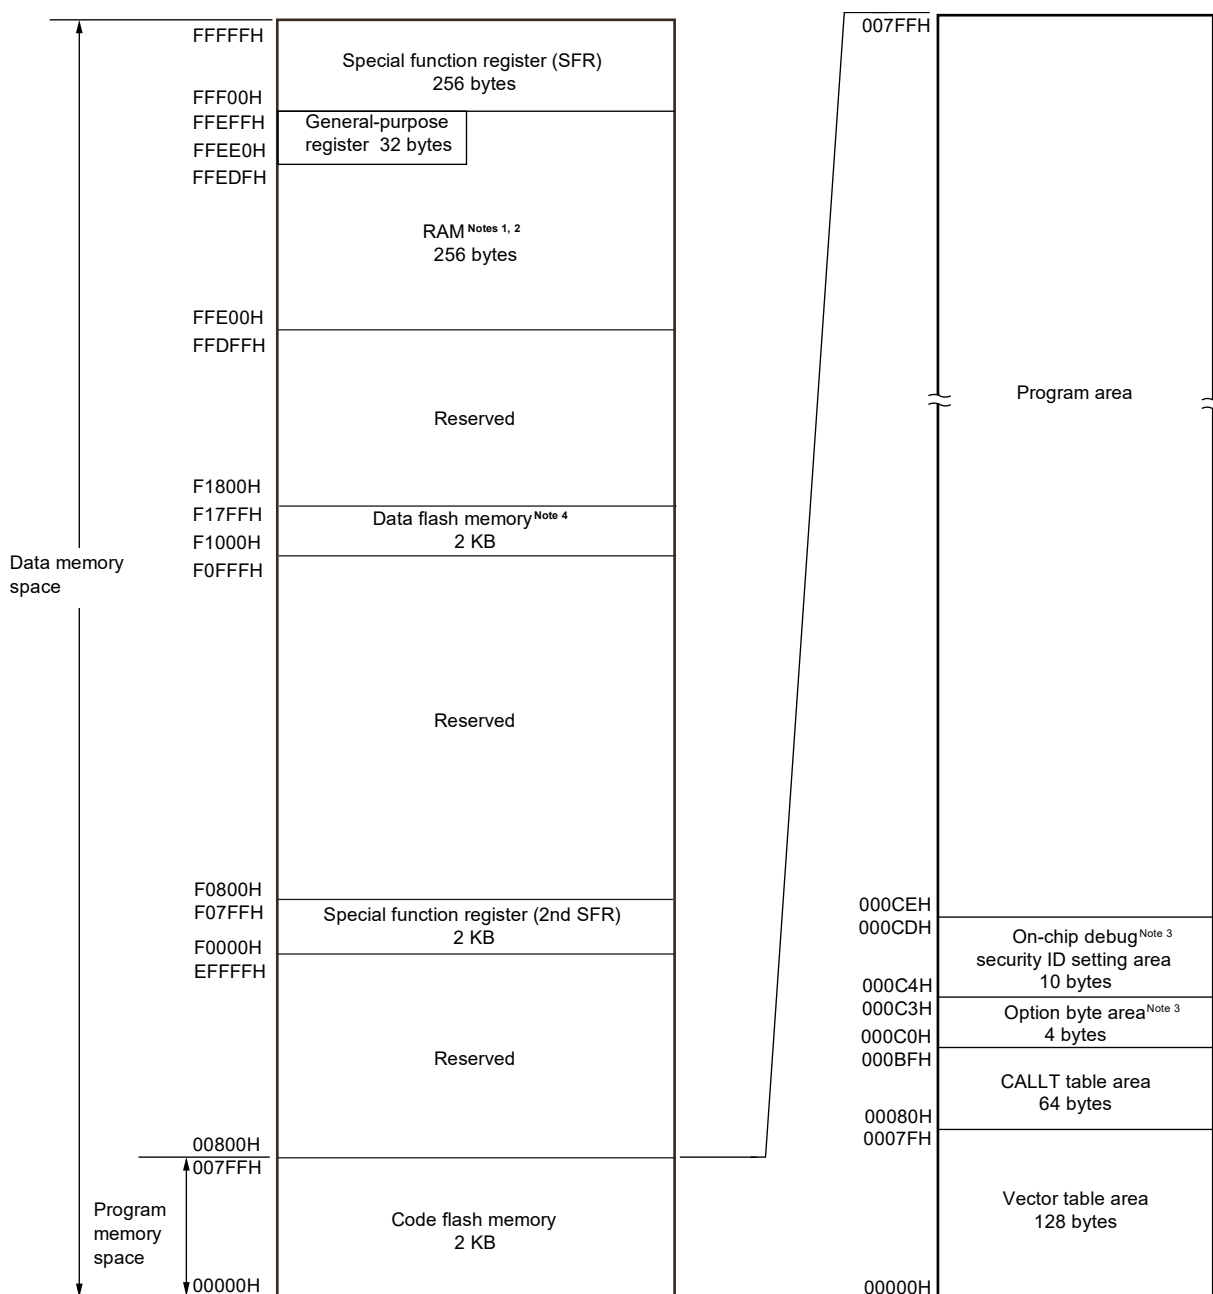 FFFFFH
Special function register (SFR)
256 bytes
FFF00H
FFEFFH
General-purpose
register 32 bytes
FFEE0H
FFEDFH
RAM Notes 1, 2
256 bytes
FFE00H
FFDFFH
Reserved
F1800H
F17FFH
Data flash memory Note 4
2 KB
F1000H
F0FFFH
Data memory
space
Reserved
F0800H
F07FFH
Special function register (2nd SFR)
2 KB
F0000H
EFFFFH
Reserved
00800H
007FFH
Program
memory
space
Code flash memory
2 KB
00000H
007FFH
Program area
000CEH
000CDH
On-chip debug Note 3
security ID setting area
10 bytes
000C4H
000C3H
Option byte area Note 3
4 bytes
000C0H
000BFH
CALLT table area
64 bytes
00080H
0007FH
Vector table area
128 bytes
00000H